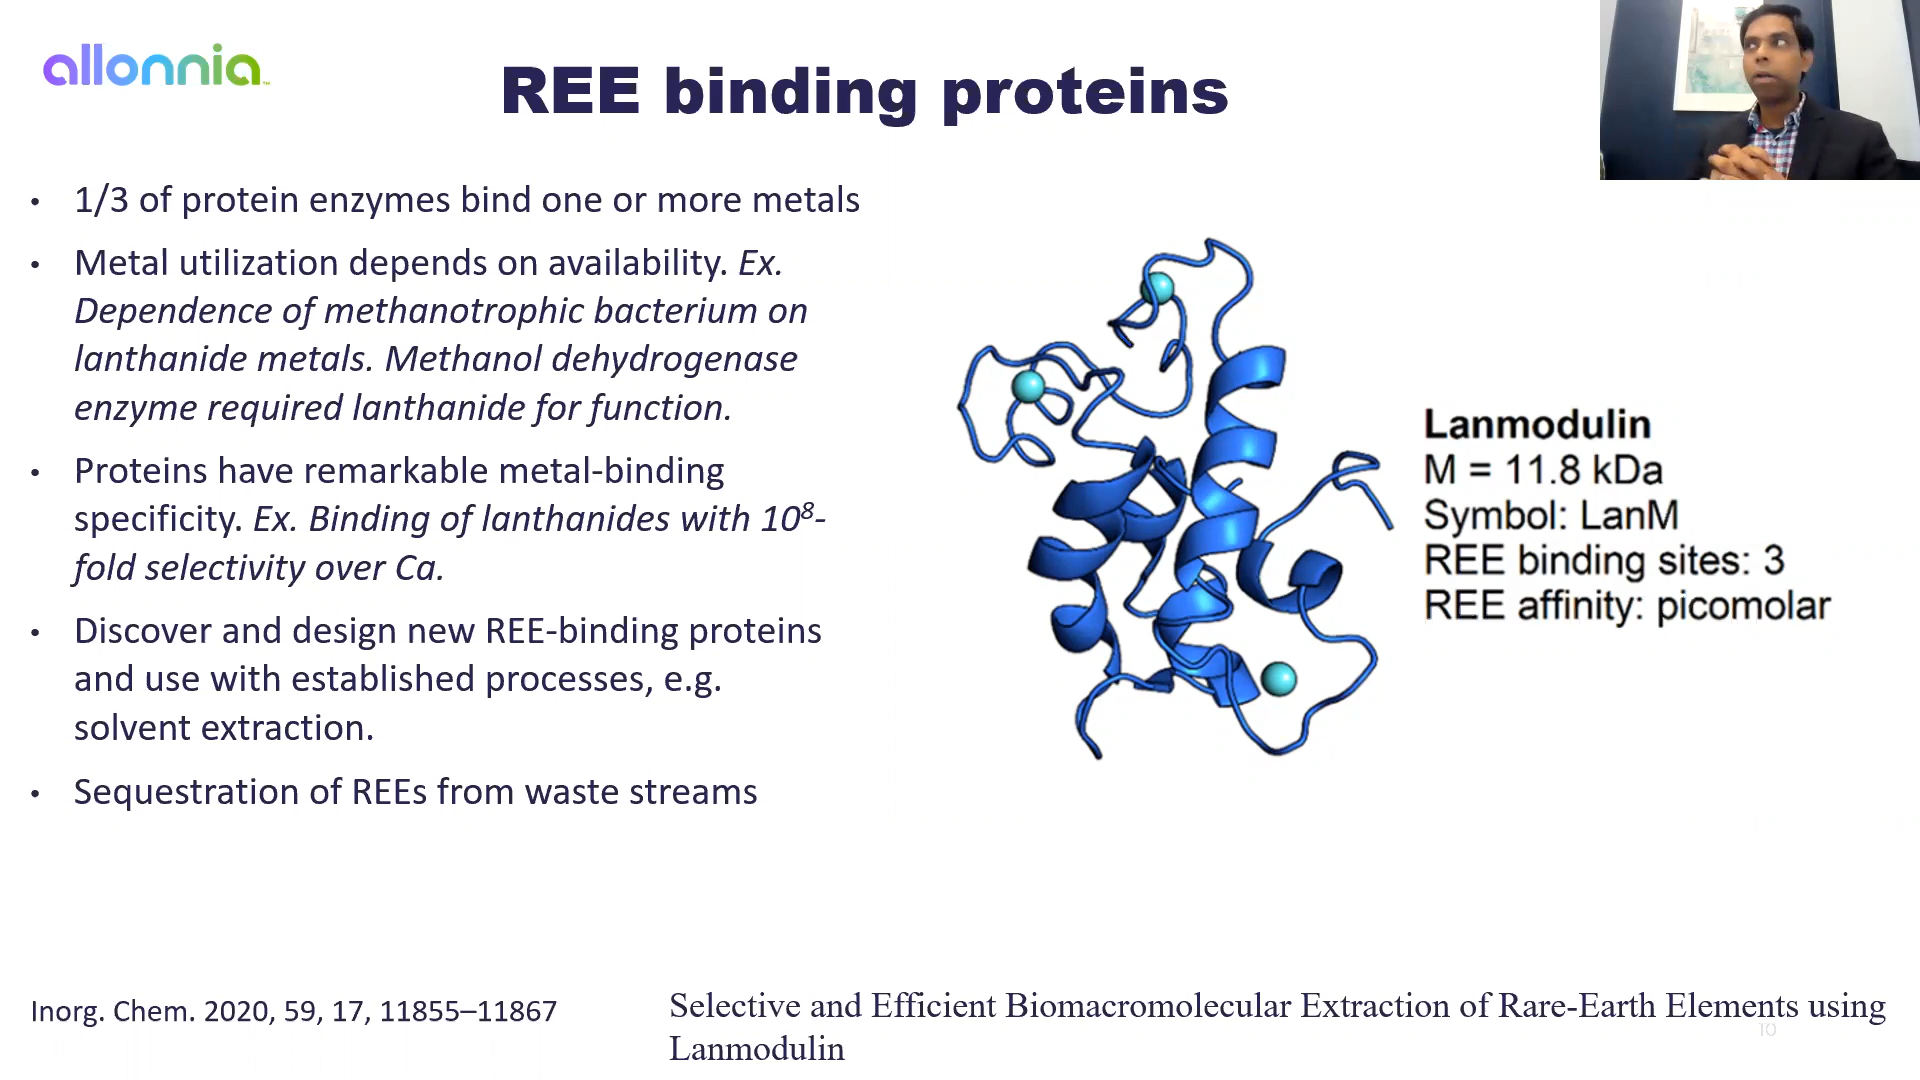 allonnia™
REE binding proteins
• 1/3 of protein enzymes bind one or more metals
• Metal utilization depends on availability. Ex.
Dependence of methanotrophic bacterium on
lanthanide metals. Methanol dehydrogenase
enzyme required lanthanide for function.
• Proteins have remarkable metal-binding
specificity. Ex. Binding of lanthanides with 10⁸-
fold selectivity over Ca.
• Discover and design new REE-binding proteins
and use with established processes, e.g.
solvent extraction.
• Sequestration of REEs from waste streams
Lanmodulin
M = 11.8 kDa
Symbol: LanM
REE binding sites: 3
REE affinity: picomolar
Inorg. Chem. 2020, 59, 17, 11855–11867
Selective and Efficient Biomacromolecular Extraction of Rare-Earth Elements using
Lanmodulin
10